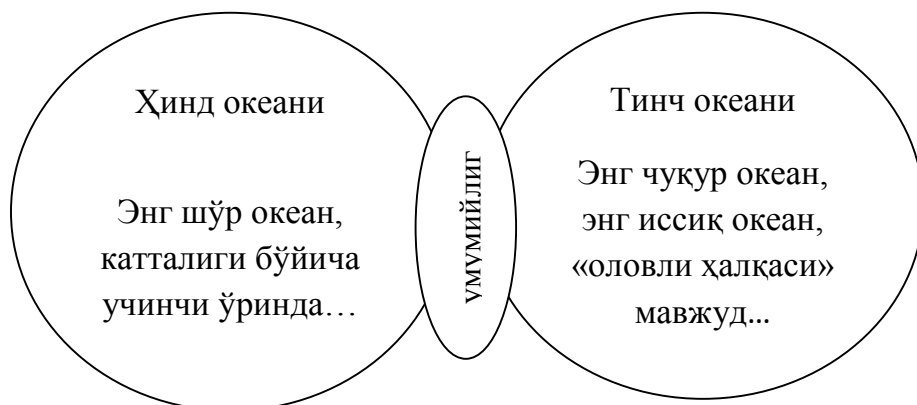 Ҳинд океани
Энг шўр океан,
катталиги бўйича
учинчи ўринда…
умумийлиг
Тинч океани
Энг чуқур океан,
энг иссиқ океан,
«оловли ҳалқаси»
мавжуд...